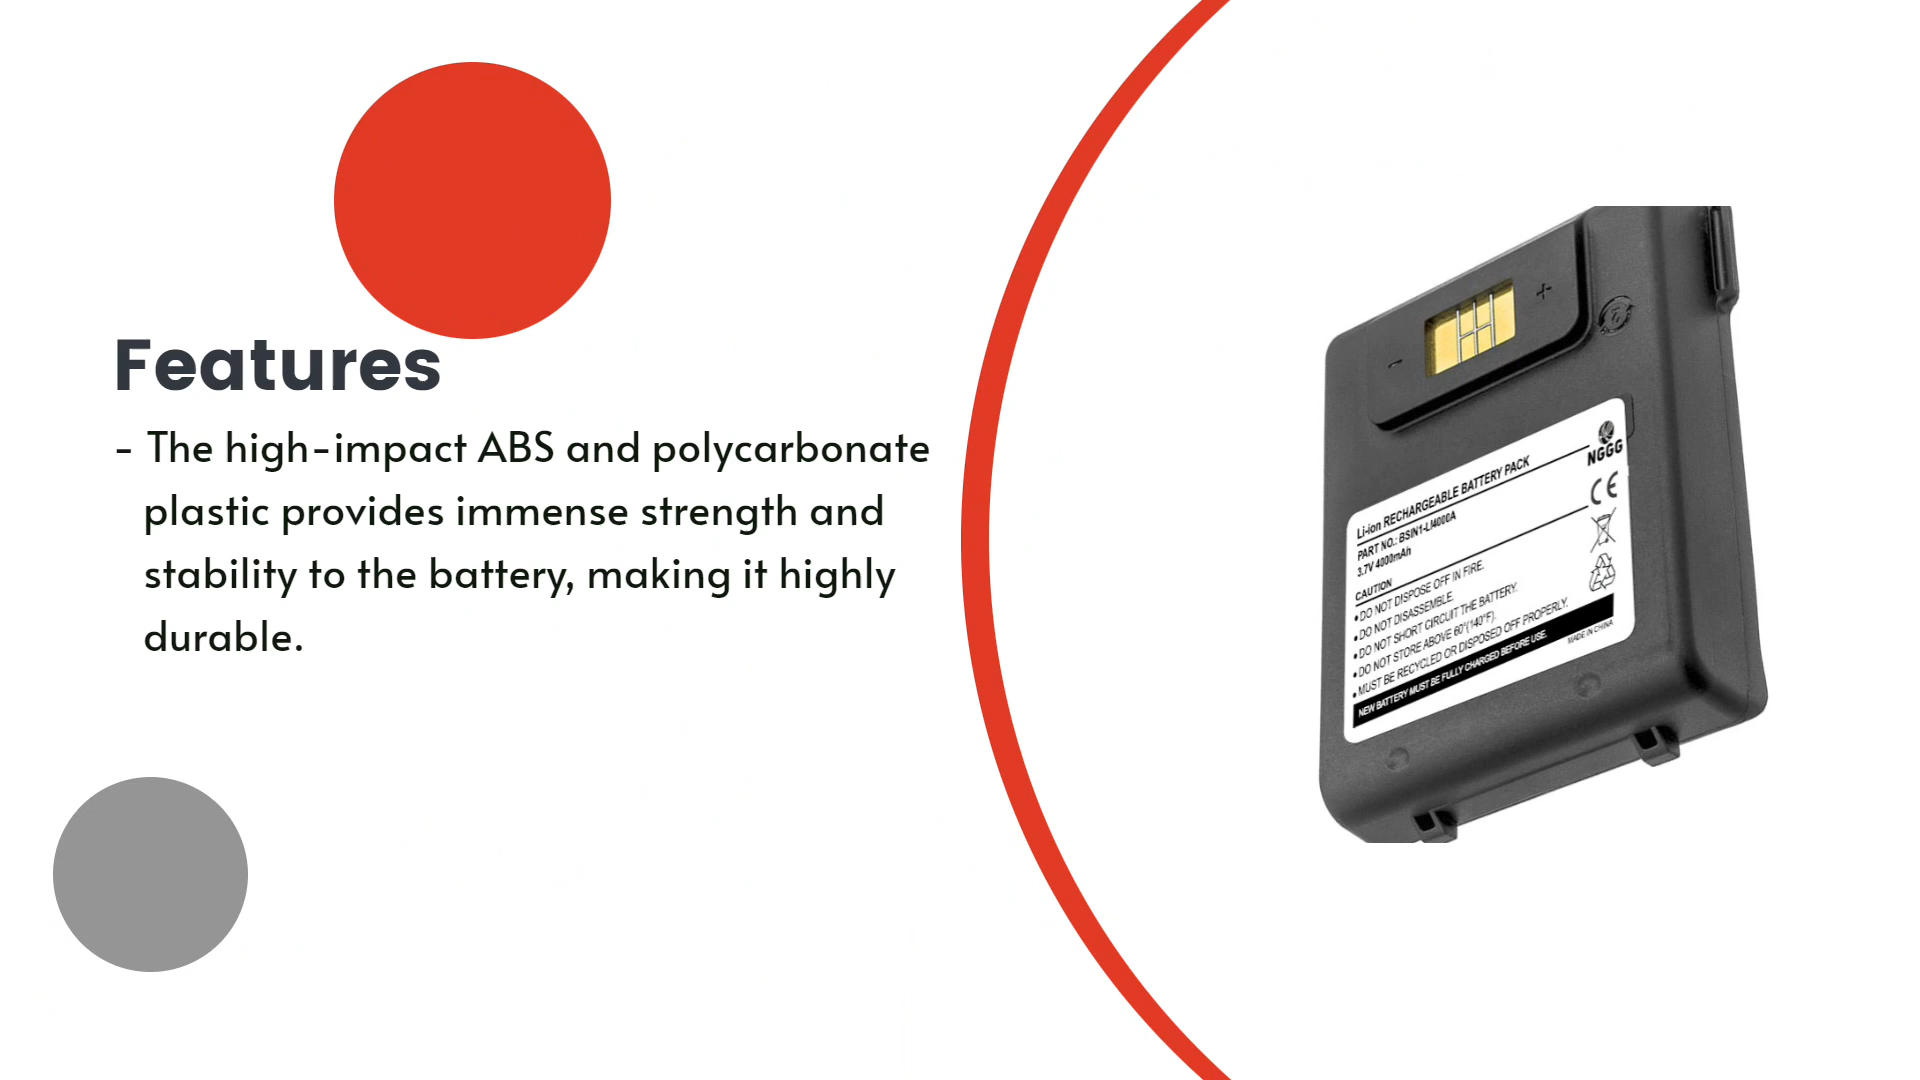 Features
- The high-impact ABS and polycarbonate
plastic provides immense strength and
stability to the battery, making it highly
durable.
- +
NGGG
Li-ion RECHARGEABLE BATTERY PACK
PART NO.: BSIN1-LI4000A
3.7V 4000mAh
CE
CAUTION
• DO NOT DISPOSE OFF IN FIRE.
• DO NOT DISASSEMBLE.
• DO NOT SHORT CIRCUIT THE BATTERY.
• DO NOT STORE ABOVE 60°(140°F).
• MUST BE RECYCLED OR DISPOSED OFF PROPERLY.
NEW BATTERY MUST BE FULLY CHARGED BEFORE USE.
MADE IN CHINA